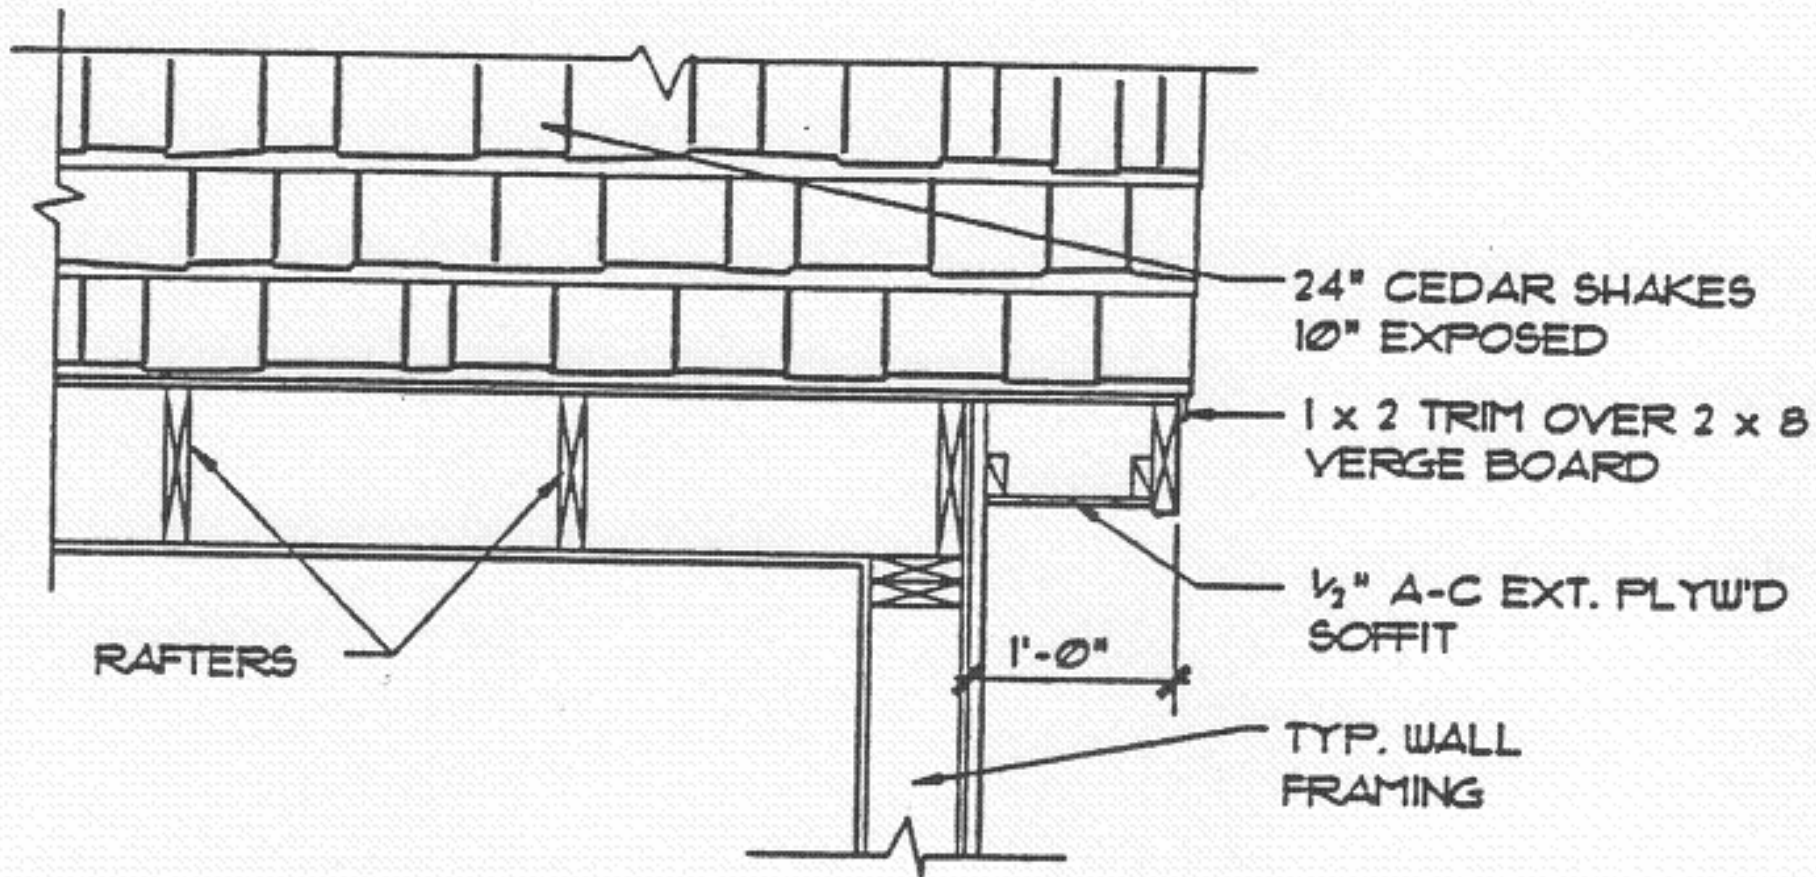 24" CEDAR SHAKES
10" EXPOSED
1 x 2 TRIM OVER 2 x 8
VERGE BOARD
1/2" A-C EXT. PLYW'D
SOFFIT
RAFTERS
1'-0"
TYP. WALL
FRAMING